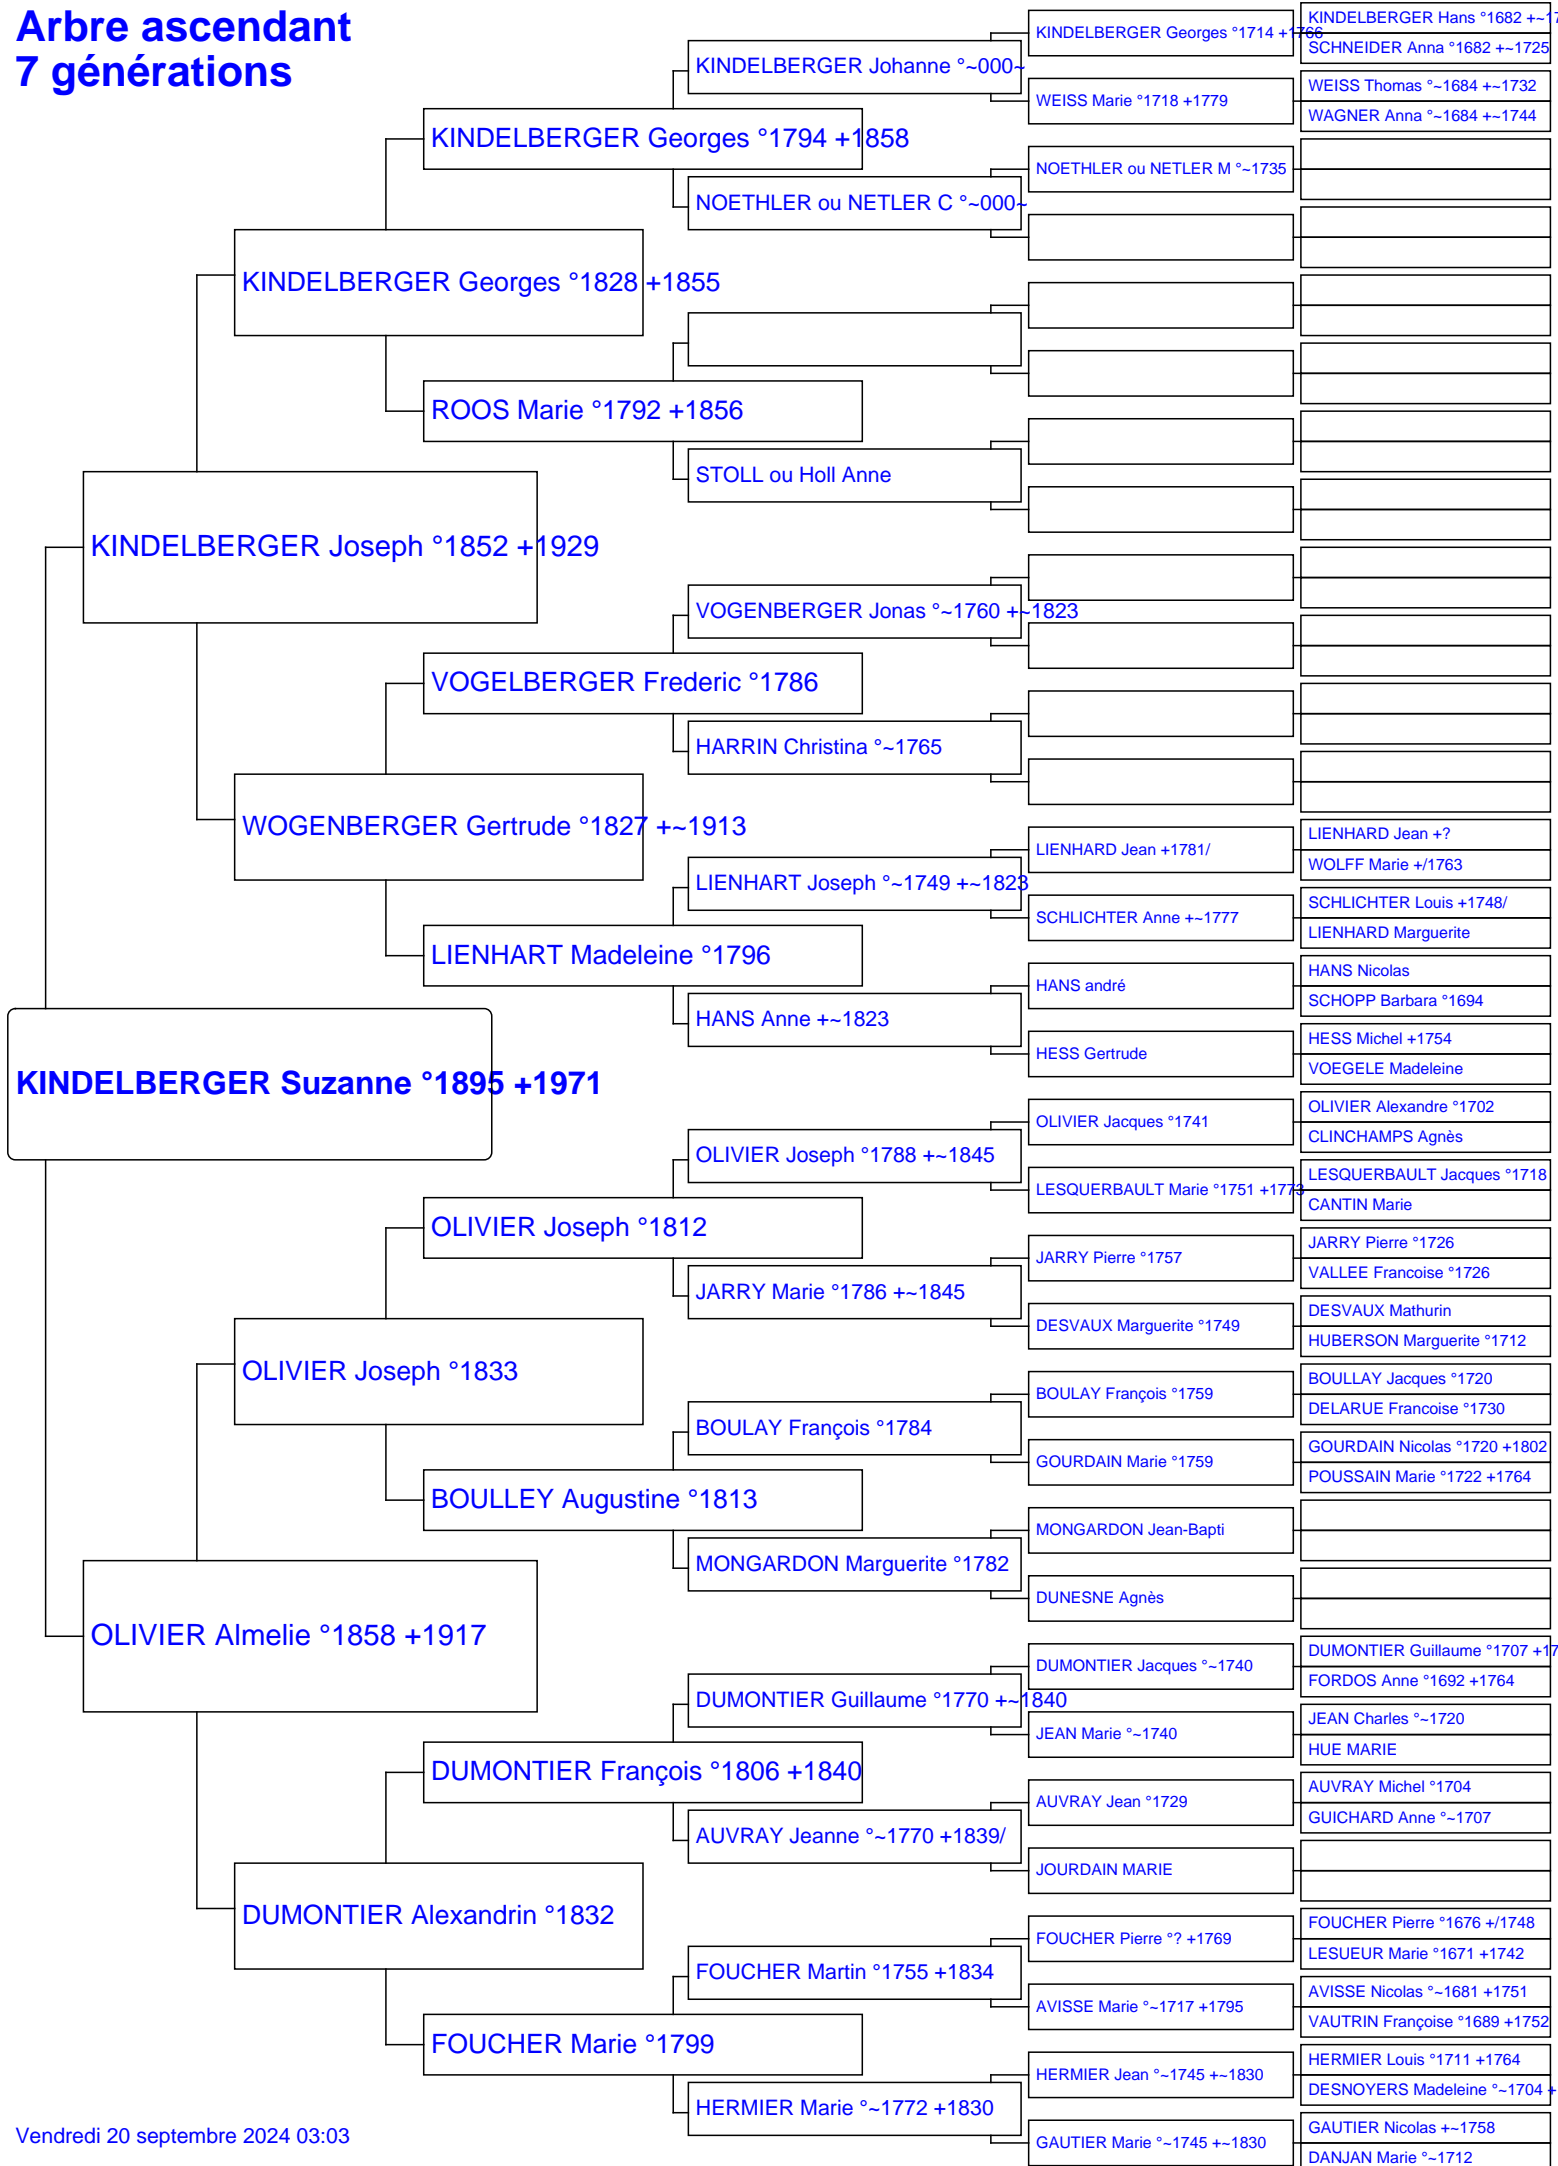 Arbre ascendant
7 générations
KINDELBERGER Suzanne °1895 +1971
KINDELBERGER Joseph °1852 +1929
OLIVIER Almelie °1858 +1917
KINDELBERGER Georges °1828 +1855
WOGENBERGER Gertrude °1827 +~1913
OLIVIER Joseph °1833
DUMONTIER Alexandrin °1832
KINDELBERGER Georges °1794 +1858
ROOS Marie °1792 +1856
VOGELBERGER Frederic °1786
LIENHART Madeleine °1796
OLIVIER Joseph °1812
BOULLEY Augustine °1813
DUMONTIER François °1806 +1840
FOUCHER Marie °1799
KINDELBERGER Johanne °~000~
NOETHLER ou NETLER C °~000~
STOLL ou Holl Anne
VOGENBERGER Jonas °~1760 +~1823
HARRIN Christina °~1765
LIENHART Joseph °~1749 +~1823
HANS Anne +~1823
OLIVIER Joseph °1788 +~1845
JARRY Marie °1786 +~1845
BOULAY François °1784
MONGARDON Marguerite °1782
DUMONTIER Guillaume °1770 +~1840
AUVRAY Jeanne °~1770 +1839/
FOUCHER Martin °1755 +1834
HERMIER Marie °~1772 +1830
KINDELBERGER Georges °1714 +1766
WEISS Marie °1718 +1779
NOETHLER ou NETLER M °~1735
LIENHARD Jean +1781/
SCHLICHTER Anne +~1777
HANS andré
HESS Gertrude
OLIVIER Jacques °1741
LESQUERBAULT Marie °1751 +1773
JARRY Pierre °1757
DESVAUX Marguerite °1749
BOULAY François °1759
GOURDAIN Marie °1759
MONGARDON Jean-Bapti
DUNESNE Agnès
DUMONTIER Jacques °~1740
JEAN Marie °~1740
AUVRAY Jean °1729
JOURDAIN MARIE
FOUCHER Pierre °? +1769
AVISSE Marie °~1717 +1795
HERMIER Jean °~1745 +~1830
GAUTIER Marie °~1745 +~1830
KINDELBERGER Hans °1682 +~17
SCHNEIDER Anna °1682 +~1725
WEISS Thomas °~1684 +~1732
WAGNER Anna °~1684 +~1744
LIENHARD Jean +?
WOLFF Marie +/1763
SCHLICHTER Louis +1748/
LIENHARD Marguerite
HANS Nicolas
SCHOPP Barbara °1694
HESS Michel +1754
VOEGELE Madeleine
OLIVIER Alexandre °1702
CLINCHAMPS Agnès
LESQUERBAULT Jacques °1718
CANTIN Marie
JARRY Pierre °1726
VALLEE Francoise °1726
DESVAUX Mathurin
HUBERSON Marguerite °1712
BOULLAY Jacques °1720
DELARUE Francoise °1730
GOURDAIN Nicolas °1720 +1802
POUSSAIN Marie °1722 +1764
DUMONTIER Guillaume °1707 +17
FORDOS Anne °1692 +1764
JEAN Charles °~1720
HUE MARIE
AUVRAY Michel °1704
GUICHARD Anne °~1707
FOUCHER Pierre °1676 +/1748
LESUEUR Marie °1671 +1742
AVISSE Nicolas °~1681 +1751
VAUTRIN Françoise °1689 +1752
HERMIER Louis °1711 +1764
DESNOYERS Madeleine °~1704 +
GAUTIER Nicolas +~1758
DANJAN Marie °~1712
Vendredi 20 septembre 2024 03:03